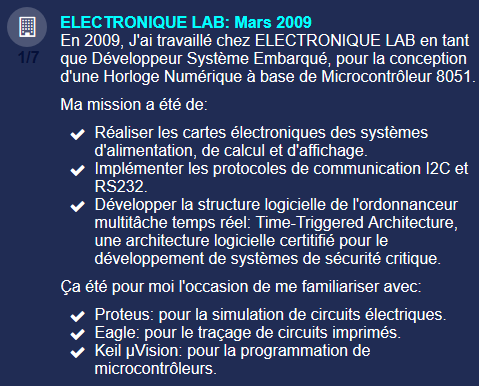 ELECTRONIQUE LAB: Mars 2009
En 2009, J'ai travaillé chez ELECTRONIQUE LAB en tant
que Développeur Système Embarqué, pour la conception
1/7
d'une Horloge Numérique à base de Microcontrôleur 8051.
Ma mission a été de:
Réaliser les cartes électroniques des systèmes
d'alimentation, de calcul et d'affichage.
Implémenter les protocoles de communication I2C et
RS232.
Développer la structure logicielle de l'ordonnanceur
multitâche temps réel: Time-Triggered Architecture,
une architecture logicielle certitifié pour le
développement de systèmes de sécurité critique.
Ça été pour moi l'occasion de me familiariser avec:
Proteus: pour la simulation de circuits électriques.
Eagle: pour le traçage de circuits imprimés.
Keil µVision: pour la programmation de
microcontrôleurs.